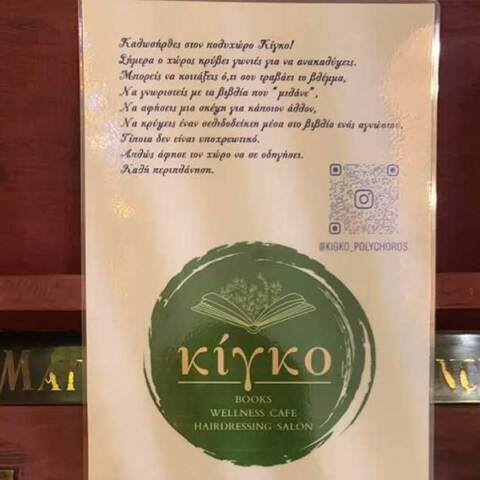 Καλωσήρθες στον πολυχώρο Κίγκο!
Σήμερα ο χώρος κρύβει γωνιές για να ανακαλύψεις.
Μπορείς να κοιτάξεις ό,τι σου τραβάει το βλέμμα,
Να γνωριστείς με τα βιβλία που "μιλάνε",
Να αφήσεις μια σκέψη για κάποιον άλλον,
Να κρύψεις έναν σελιδοδείκτη μέσα στο βιβλίο ενός αγνώστου.
Τίποτα δεν είναι υποχρεωτικό.
Απλώς άφησε τον χώρο να σε οδηγήσει.
Καλή περιπλάνηση.
@KIGKO_POLYCHOROS
κίγκο
BOOKS
WELLNESS CAFE
HAIRDRESSING SALON